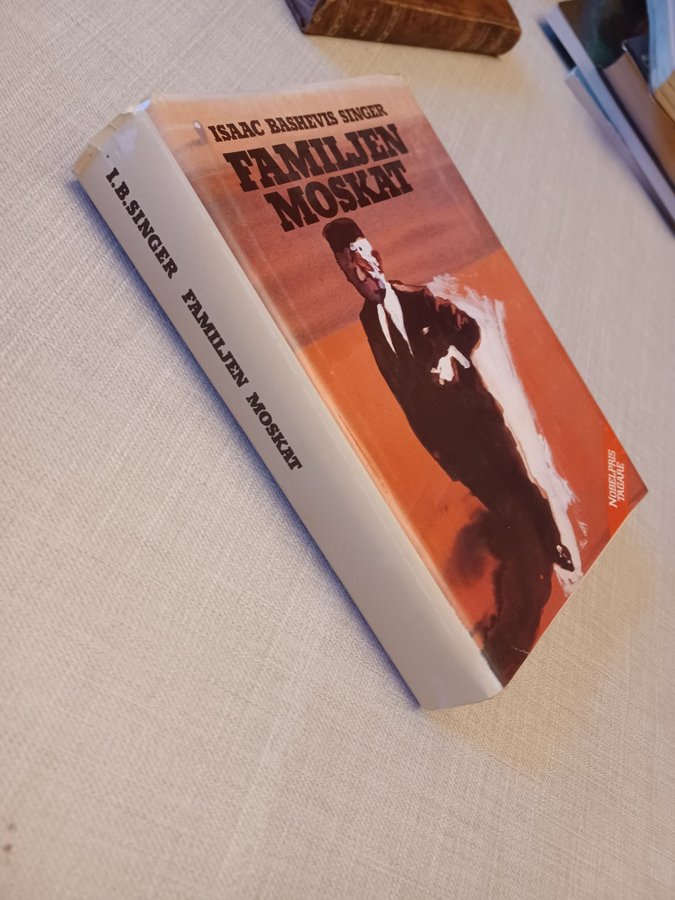 ISAAC BASHEVIS SINGER
FAMILJEN
MOSKAT
NOBELPRIS
TAGARE
I.B.SINGER FAMILJEN MOSKAT